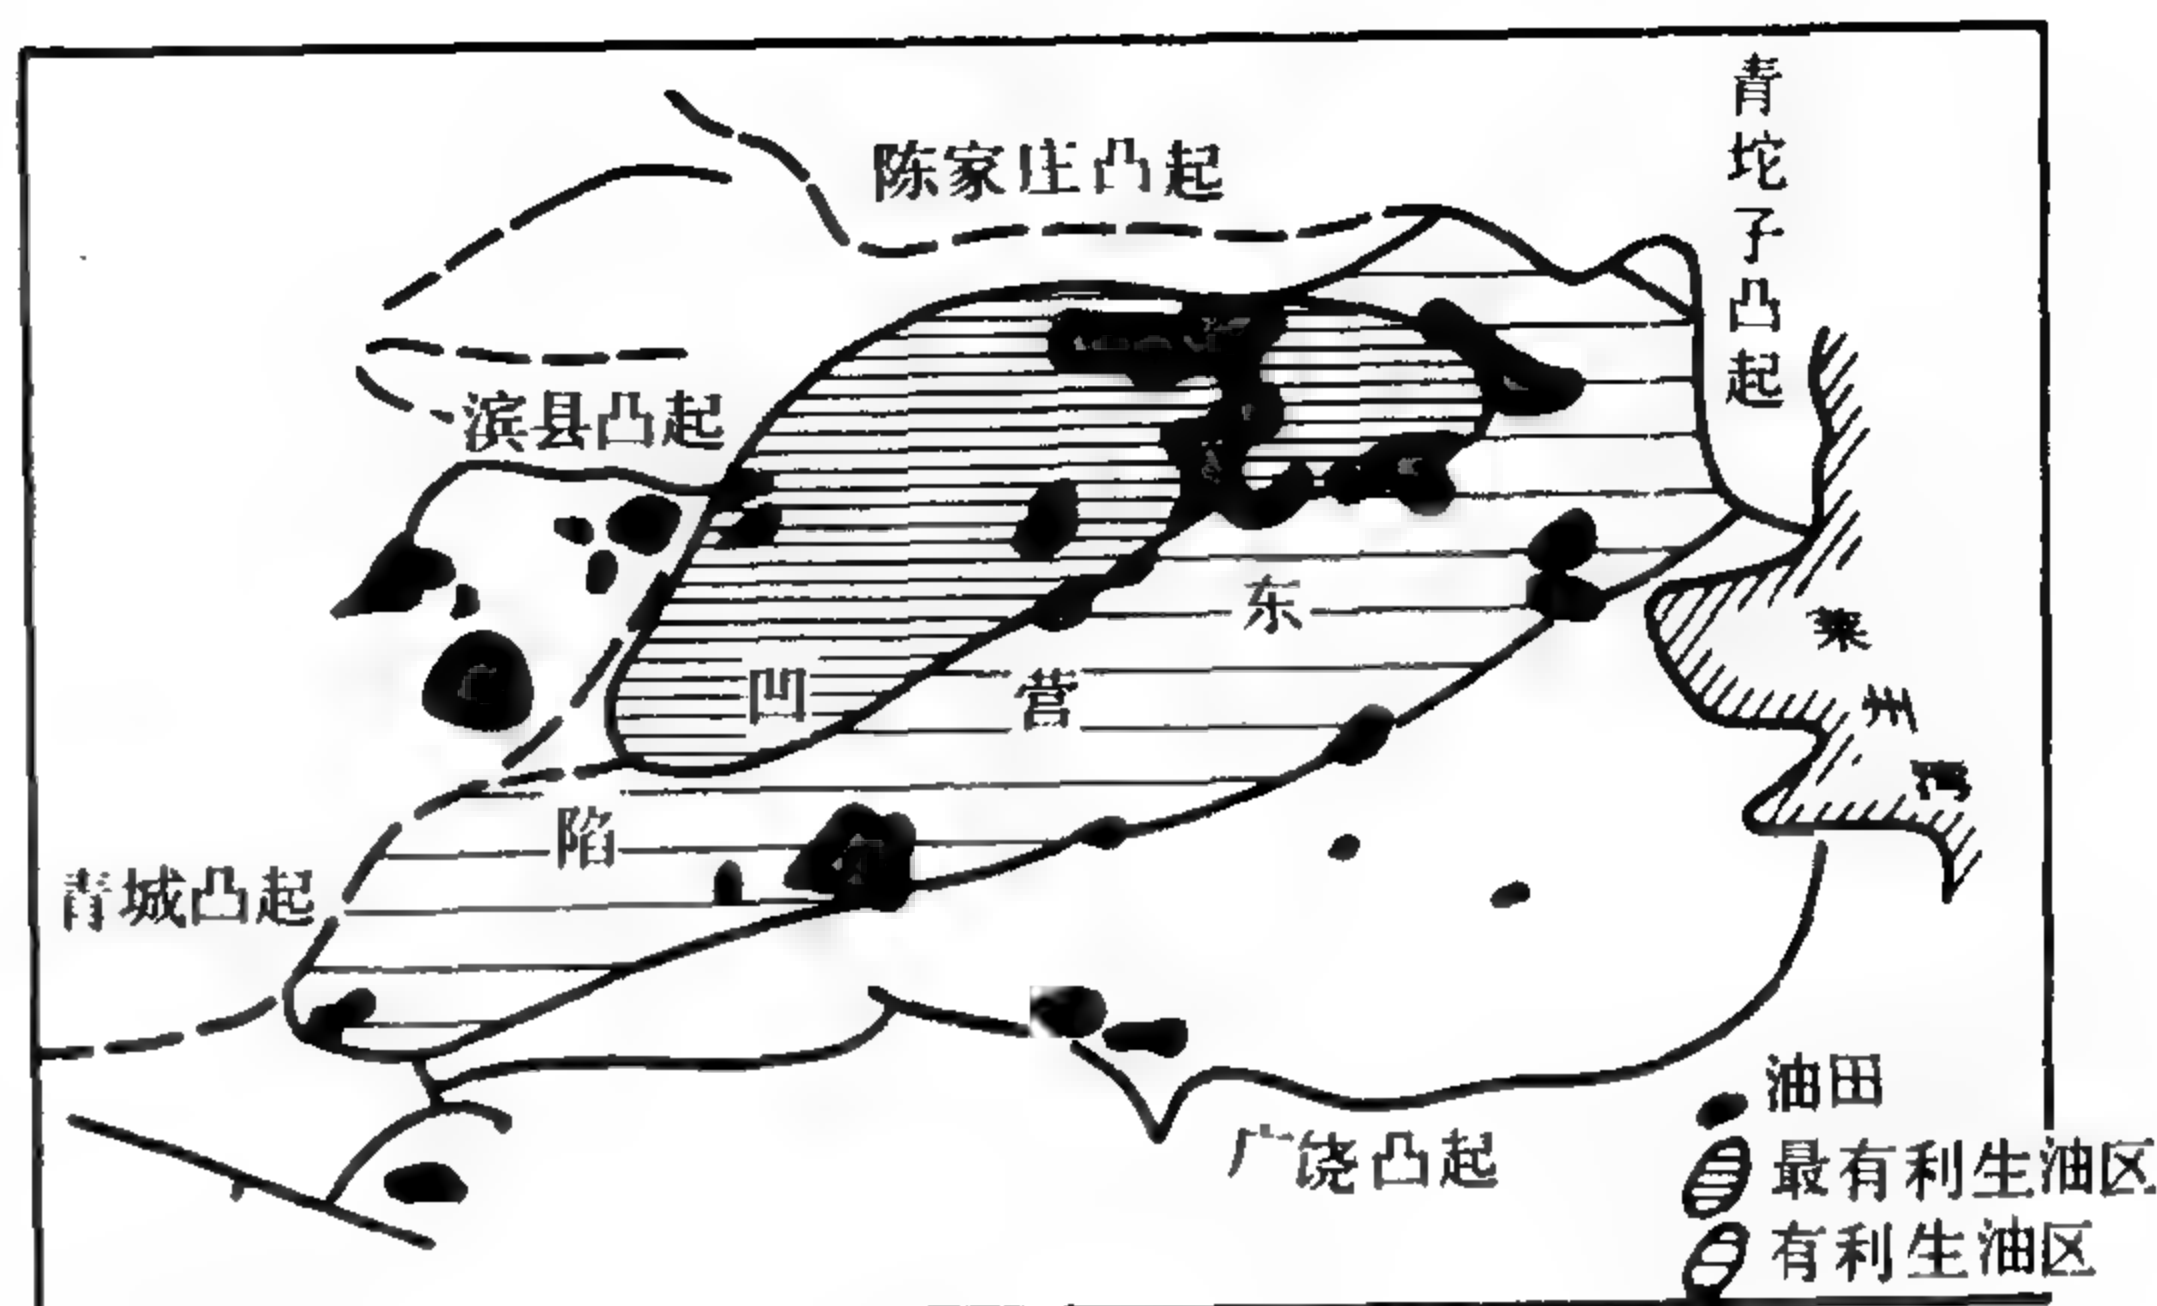 陈家庄凸起
青坨子凸起
滨县凸起
东营凹陷
莱州湾
青城凸起
广饶凸起
油田
最有利生油区
有利生油区